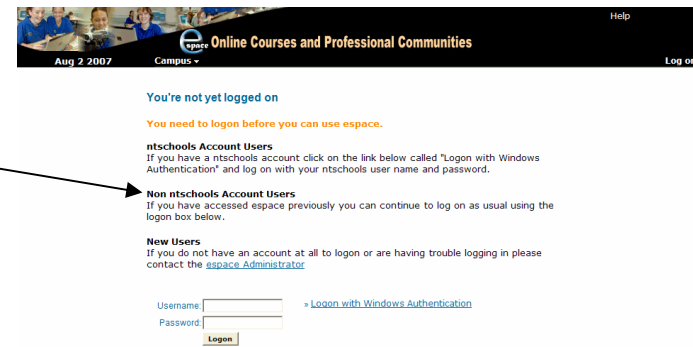 Help
espace Online Courses and Professional Communities
Aug 2 2007 Campus Log on
You're not yet logged on
You need to logon before you can use espace.
ntschools Account Users
If you have a ntschools account click on the link below called "Logon with Windows
Authentication" and log on with your ntschools user name and password.
Non ntschools Account Users
If you have accessed espace previously you can continue to log on as usual using the
logon box below.
New Users
If you do not have an account at all to logon or are having trouble logging in please
contact the espace Administrator
Username: » Logon with Windows Authentication
Password:
Logon